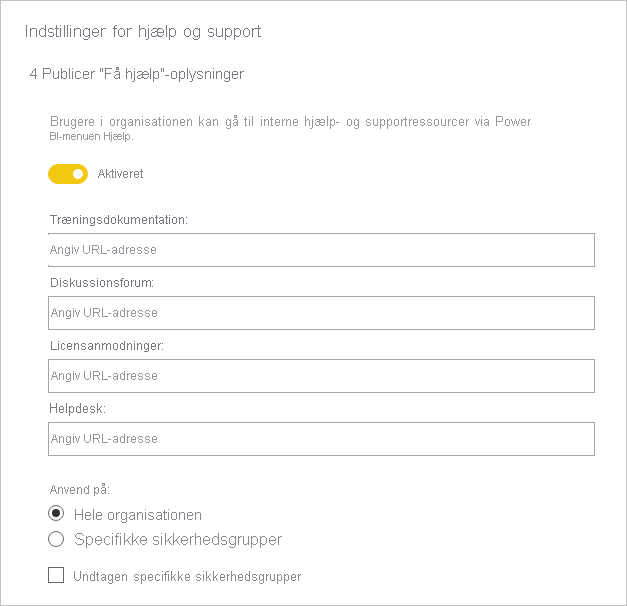 Indstillinger for hjælp og support
4 Publicer "Få hjælp"-oplysninger
Brugere i organisationen kan gå til interne hjælp- og supportressourcer via Power
BI-menuen Hjælp.
Aktiveret
Træningsdokumentation:
Angiv URL-adresse
Diskussionsforum:
Angiv URL-adresse
Licensanmodninger:
Angiv URL-adresse
Helpdesk:
Angiv URL-adresse
Anvend på:
Hele organisationen
Specifikke sikkerhedsgrupper
Undtagen specifikke sikkerhedsgrupper